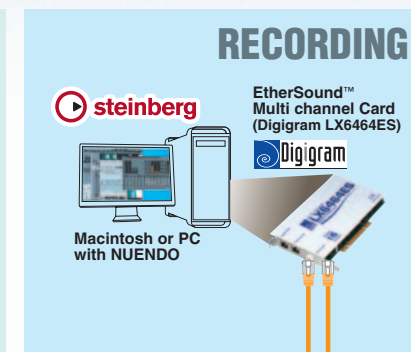 RECORDING
steinberg
EtherSound™
Multi channel Card
(Digigram LX6464ES)
Digigram
LX6464ES
Macintosh or PC
with NUENDO